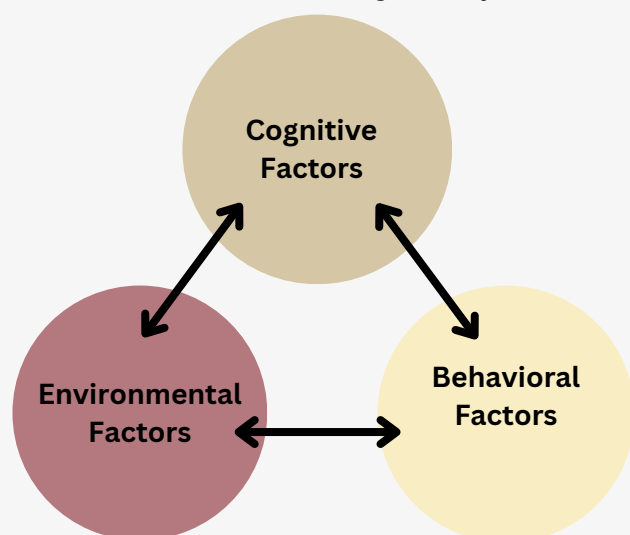 Cognitive
Factors
Environmental
Factors
Behavioral
Factors